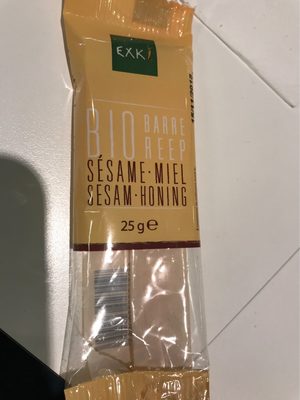 EXKi
BIO BARRE
REEP
SÉSAME·MIEL
SESAM·HONING
25 g e